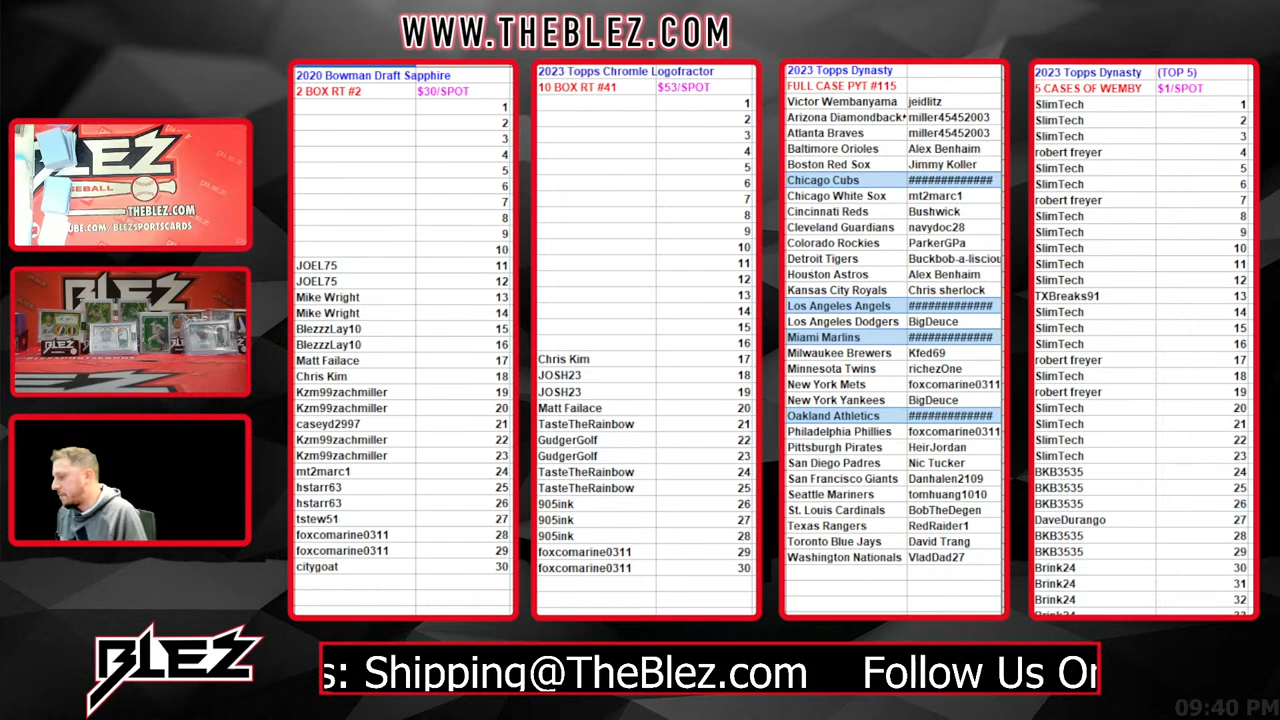 WWW.THEBLEZ.COM
BLEZ
BASEBALL
THEBLEZ.COM
BLEZ
BLEZ
2020 Bowman Draft Sapphire
2 BOX RT #2 $30/SPOT
1
2
3
4
5
6
7
8
9
10
JOEL75 11
JOEL75 12
Mike Wright 13
Mike Wright 14
BlezzzLay10 15
BlezzzLay10 16
Matt Failace 17
Chris Kim 18
Kzm99zachmiller 19
Kzm99zachmiller 20
caseyd2997 21
Kzm99zachmiller 22
Kzm99zachmiller 23
mt2marc1 24
hstarr63 25
hstarr63 26
tstew51 27
foxcomarine0311 28
foxcomarine0311 29
citygoat 30
2023 Topps Chromle Logofractor
10 BOX RT #41 $53/SPOT
1
2
3
4
5
6
7
8
9
10
11
12
13
14
15
16
Chris Kim 17
JOSH23 18
JOSH23 19
Matt Failace 20
TasteTheRainbow 21
GudgerGolf 22
GudgerGolf 23
TasteTheRainbow 24
TasteTheRainbow 25
905ink 26
905ink 27
905ink 28
foxcomarine0311 29
foxcomarine0311 30
2023 Topps Dynasty
FULL CASE PYT #115
Victor Wembanyama jeidlitz
Arizona Diamondback miller45452003
Atlanta Braves miller45452003
Baltimore Orioles Alex Benhaim
Boston Red Sox Jimmy Koller
Chicago Cubs #############
Chicago White Sox mt2marc1
Cincinnati Reds Bushwick
Cleveland Guardians navydoc28
Colorado Rockies ParkerGPa
Detroit Tigers Buckbob-a-lisciou
Houston Astros Alex Benhaim
Kansas City Royals Chris sherlock
Los Angeles Angels #############
Los Angeles Dodgers BigDeuce
Miami Marlins #############
Milwaukee Brewers Kfed69
Minnesota Twins richezOne
New York Mets foxcomarine0311
New York Yankees BigDeuce
Oakland Athletics #############
Philadelphia Phillies foxcomarine0311
Pittsburgh Pirates HeirJordan
San Diego Padres Nic Tucker
San Francisco Giants Danhalen2109
Seattle Mariners tomhuang1010
St. Louis Cardinals BobTheDegen
Texas Rangers RedRaider1
Toronto Blue Jays David Trang
Washington Nationals VladDad27
2023 Topps Dynasty (TOP 5)
5 CASES OF WEMBY $1/SPOT
SlimTech 1
SlimTech 2
SlimTech 3
robert freyer 4
SlimTech 5
SlimTech 6
robert freyer 7
SlimTech 8
SlimTech 9
SlimTech 10
SlimTech 11
SlimTech 12
TXBreaks91 13
SlimTech 14
SlimTech 15
SlimTech 16
robert freyer 17
SlimTech 18
robert freyer 19
SlimTech 20
SlimTech 21
SlimTech 22
SlimTech 23
BKB3535 24
BKB3535 25
BKB3535 26
DaveDurango 27
BKB3535 28
BKB3535 29
Brink24 30
Brink24 31
Brink24 32
BLEZ
s: Shipping@TheBlez.com Follow Us On
09:40 PM